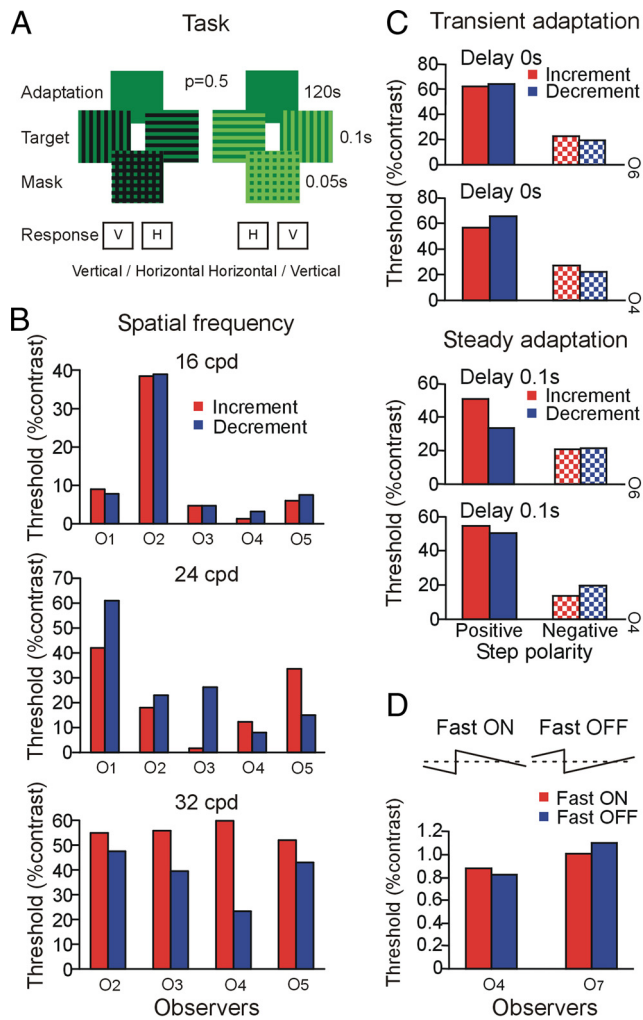 A
Task
Adaptation
p=0.5
120s
Target
0.1s
Mask
0.05s
Response
V
H
H
V
Vertical / Horizontal
Horizontal / Vertical
B
Spatial frequency
16 cpd
Increment
Decrement
Threshold (%contrast)
40
30
20
10
0
O1 O2 O3 O4 O5
24 cpd
Threshold (%contrast)
70
60
50
40
30
20
10
0
O1 O2 O3 O4 O5
32 cpd
Threshold (%contrast)
60
50
40
30
20
10
0
O2 O3 O4 O5
Observers
C
Transient adaptation
Delay 0s
Increment
Decrement
80
60
40
20
0
O6
Delay 0s
80
60
40
20
0
O4
Threshold (%contrast)
Steady adaptation
Delay 0.1s
Increment
Decrement
60
40
20
0
O6
Delay 0.1s
60
40
20
0
O4
Threshold (%contrast)
Positive Negative
Step polarity
D
Fast ON Fast OFF
Fast ON
Fast OFF
Threshold (%contrast)
1.2
1.0
0.8
0.6
0.4
0.2
0
O4 O7